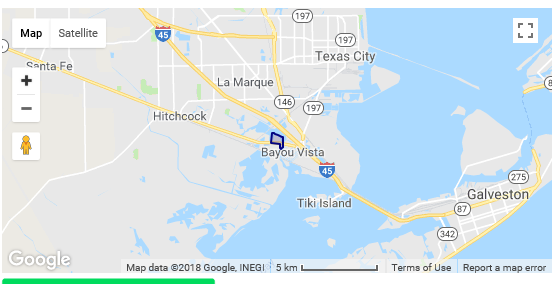 Map Satellite
45
197
197
Santa Fe
Texas City
La Marque
146
197
Hitchcock
Bayou Vista
45
275
Galveston
Tiki Island
87
342
Google
Map data ©2018 Google, INEGI 5 km Terms of Use Report a map error